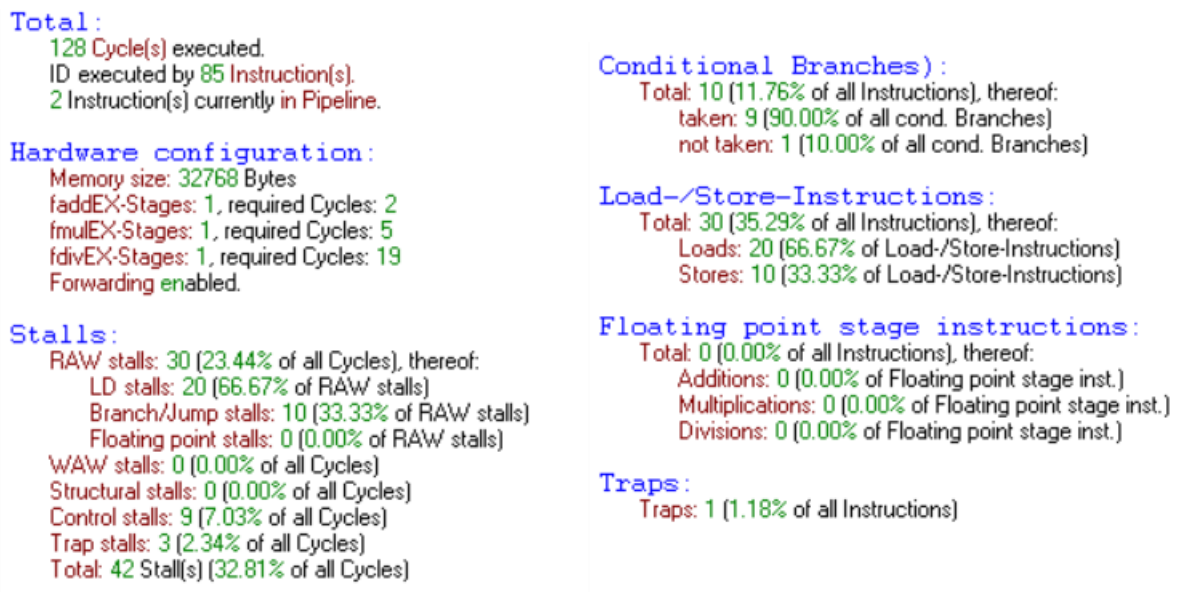 Total:
128 Cycle(s) executed.
ID executed by 85 Instruction(s).
2 Instruction(s) currently in Pipeline.
Hardware configuration:
Memory size: 32768 Bytes
faddEX-Stages: 1, required Cycles: 2
fmulEX-Stages: 1, required Cycles: 5
fdivEX-Stages: 1, required Cycles: 19
Forwarding enabled.
Stalls:
RAW stalls: 30 (23.44% of all Cycles), thereof:
LD stalls: 20 (66.67% of RAW stalls)
Branch/Jump stalls: 10 (33.33% of RAW stalls)
Floating point stalls: 0 (0.00% of RAW stalls)
WAW stalls: 0 (0.00% of all Cycles)
Structural stalls: 0 (0.00% of all Cycles)
Control stalls: 9 (7.03% of all Cycles)
Trap stalls: 3 (2.34% of all Cycles)
Total: 42 Stall(s) (32.81% of all Cycles)
Conditional Branches):
Total: 10 (11.76% of all Instructions), thereof:
taken: 9 (90.00% of all cond. Branches)
not taken: 1 (10.00% of all cond. Branches)
Load-/Store-Instructions:
Total: 30 (35.29% of all Instructions), thereof:
Loads: 20 (66.67% of Load-/Store-Instructions)
Stores: 10 (33.33% of Load-/Store-Instructions)
Floating point stage instructions:
Total: 0 (0.00% of all Instructions), thereof:
Additions: 0 (0.00% of Floating point stage inst.)
Multiplications: 0 (0.00% of Floating point stage inst.)
Divisions: 0 (0.00% of Floating point stage inst.)
Traps:
Traps: 1 (1.18% of all Instructions)